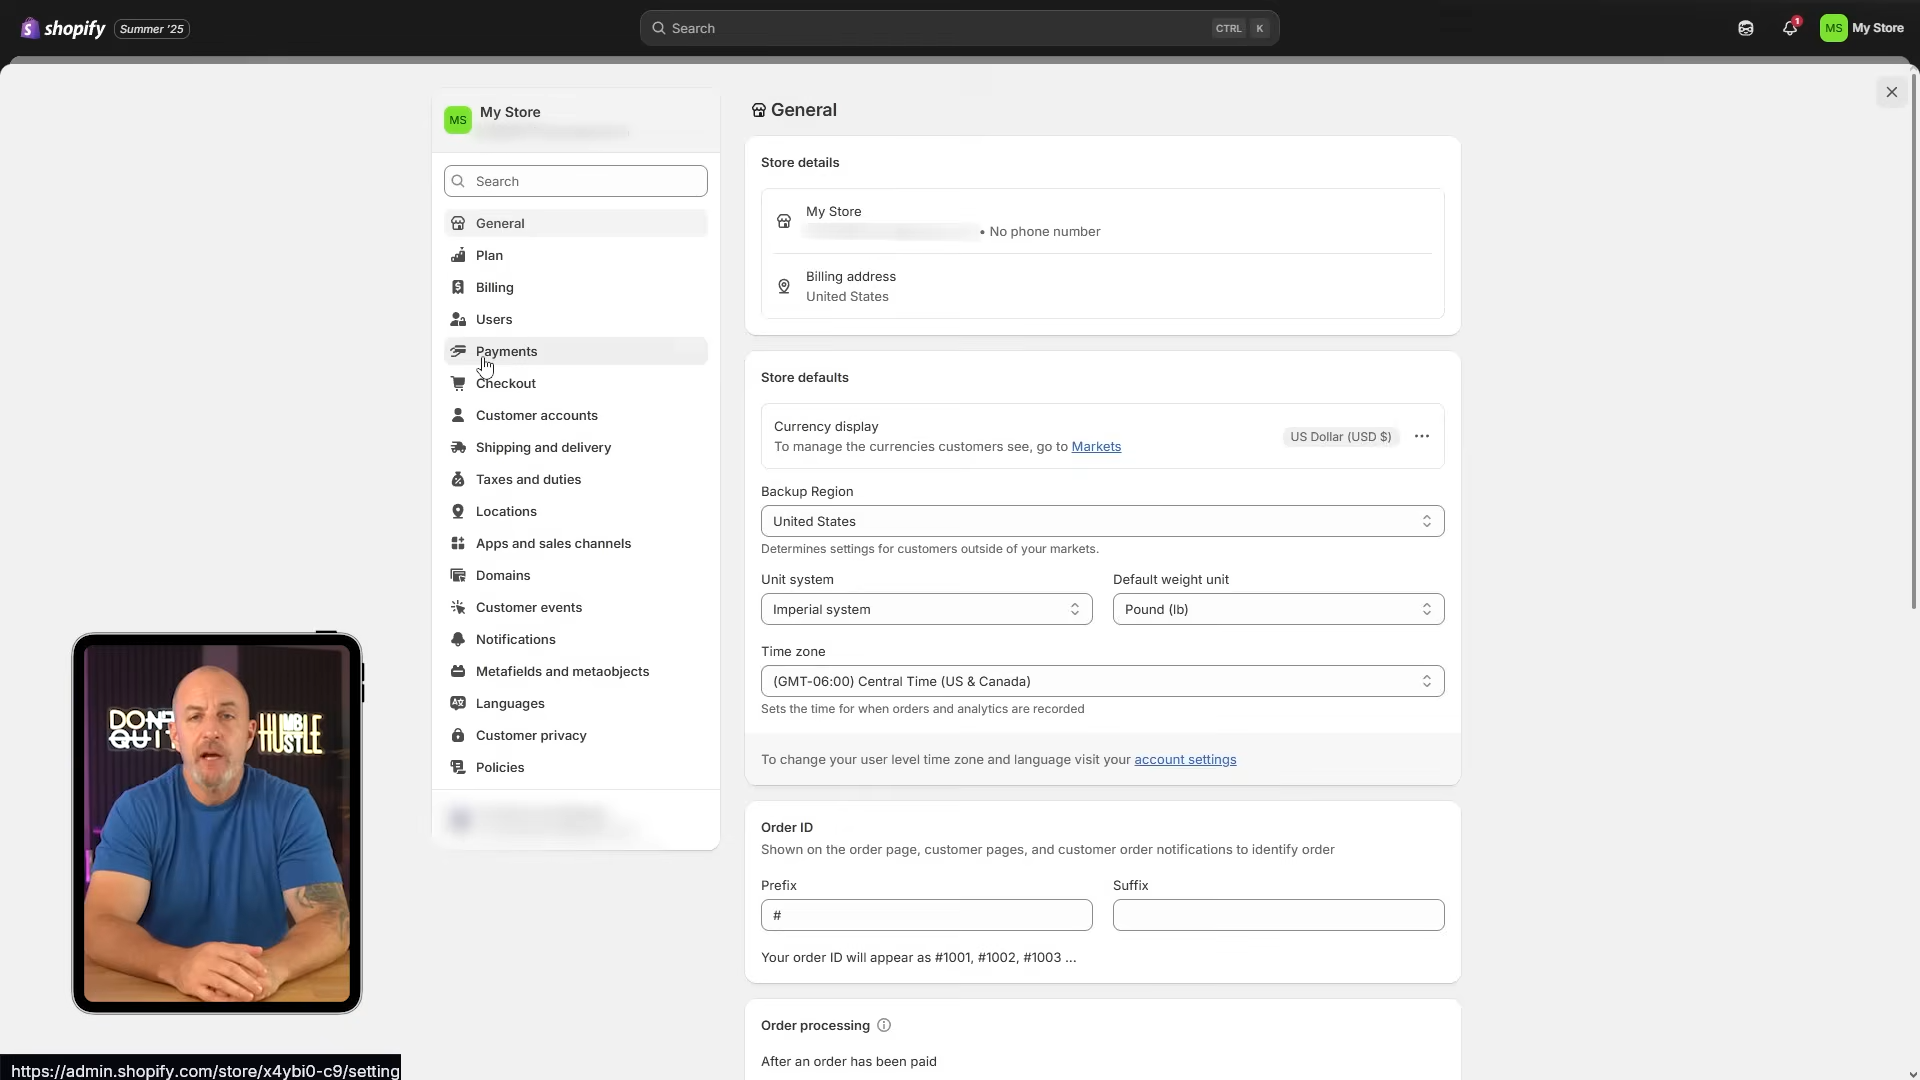 shopify Summer '25
Search CTRL K
1
MS My Store
MS My Store
Search
General
Plan
Billing
Users
Payments
Checkout
Customer accounts
Shipping and delivery
Taxes and duties
Locations
Apps and sales channels
Domains
Customer events
Notifications
Metafields and metaobjects
Languages
Customer privacy
Policies
General
Store details
My Store
• No phone number
Billing address
United States
Store defaults
Currency display
To manage the currencies customers see, go to Markets
US Dollar (USD $)
Backup Region
United States
Determines settings for customers outside of your markets.
Unit system
Default weight unit
Imperial system
Pound (lb)
Time zone
(GMT-06:00) Central Time (US & Canada)
Sets the time for when orders and analytics are recorded
To change your user level time zone and language visit your account settings
Order ID
Shown on the order page, customer pages, and customer order notifications to identify order
Prefix
Suffix
#
Your order ID will appear as #1001, #1002, #1003 ...
Order processing
After an order has been paid
DON'T
QUIT
HUMBLE
HUSTLE
https://admin.shopify.com/store/x4ybi0-c9/setting